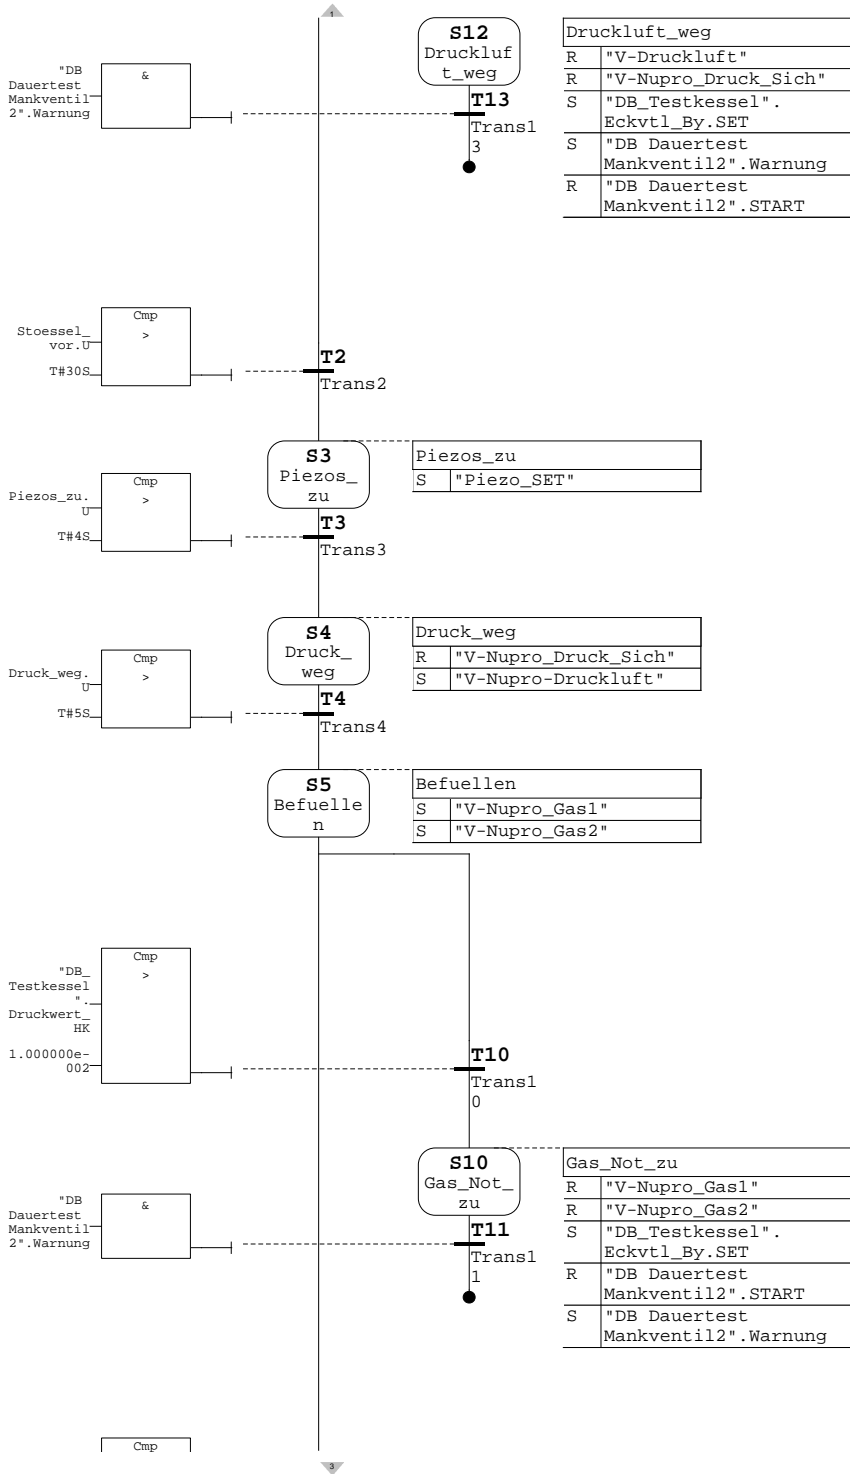 1
S12
Druckluf
t_weg
Druckluft_weg
R "V-Druckluft"
R "V-Nupro_Druck_Sich"
S "DB_Testkessel".
Eckvtl_By.SET
S "DB Dauertest
Mankventil2".Warnung
R "DB Dauertest
Mankventil2".START
"DB
Dauertest
Mankventil
2".Warnung
&
T13
Trans1
3
Cmp
>
Stoessel_
vor.U
T#30S
T2
Trans2
S3
Piezos_
zu
Piezos_zu
S "Piezo_SET"
Cmp
>
Piezos_zu.
U
T#4S
T3
Trans3
S4
Druck_
weg
Druck_weg
R "V-Nupro_Druck_Sich"
S "V-Nupro-Druckluft"
Cmp
>
Druck_weg.
U
T#5S
T4
Trans4
S5
Befuelle
n
Befuellen
S "V-Nupro_Gas1"
S "V-Nupro_Gas2"
Cmp
>
"DB_
Testkessel
".
Druckwert_
HK
1.000000e-
002
T10
Trans1
0
S10
Gas_Not_
zu
Gas_Not_zu
R "V-Nupro_Gas1"
R "V-Nupro_Gas2"
S "DB_Testkessel".
Eckvtl_By.SET
R "DB Dauertest
Mankventil2".START
S "DB Dauertest
Mankventil2".Warnung
"DB
Dauertest
Mankventil
2".Warnung
&
T11
Trans1
1
Cmp
3